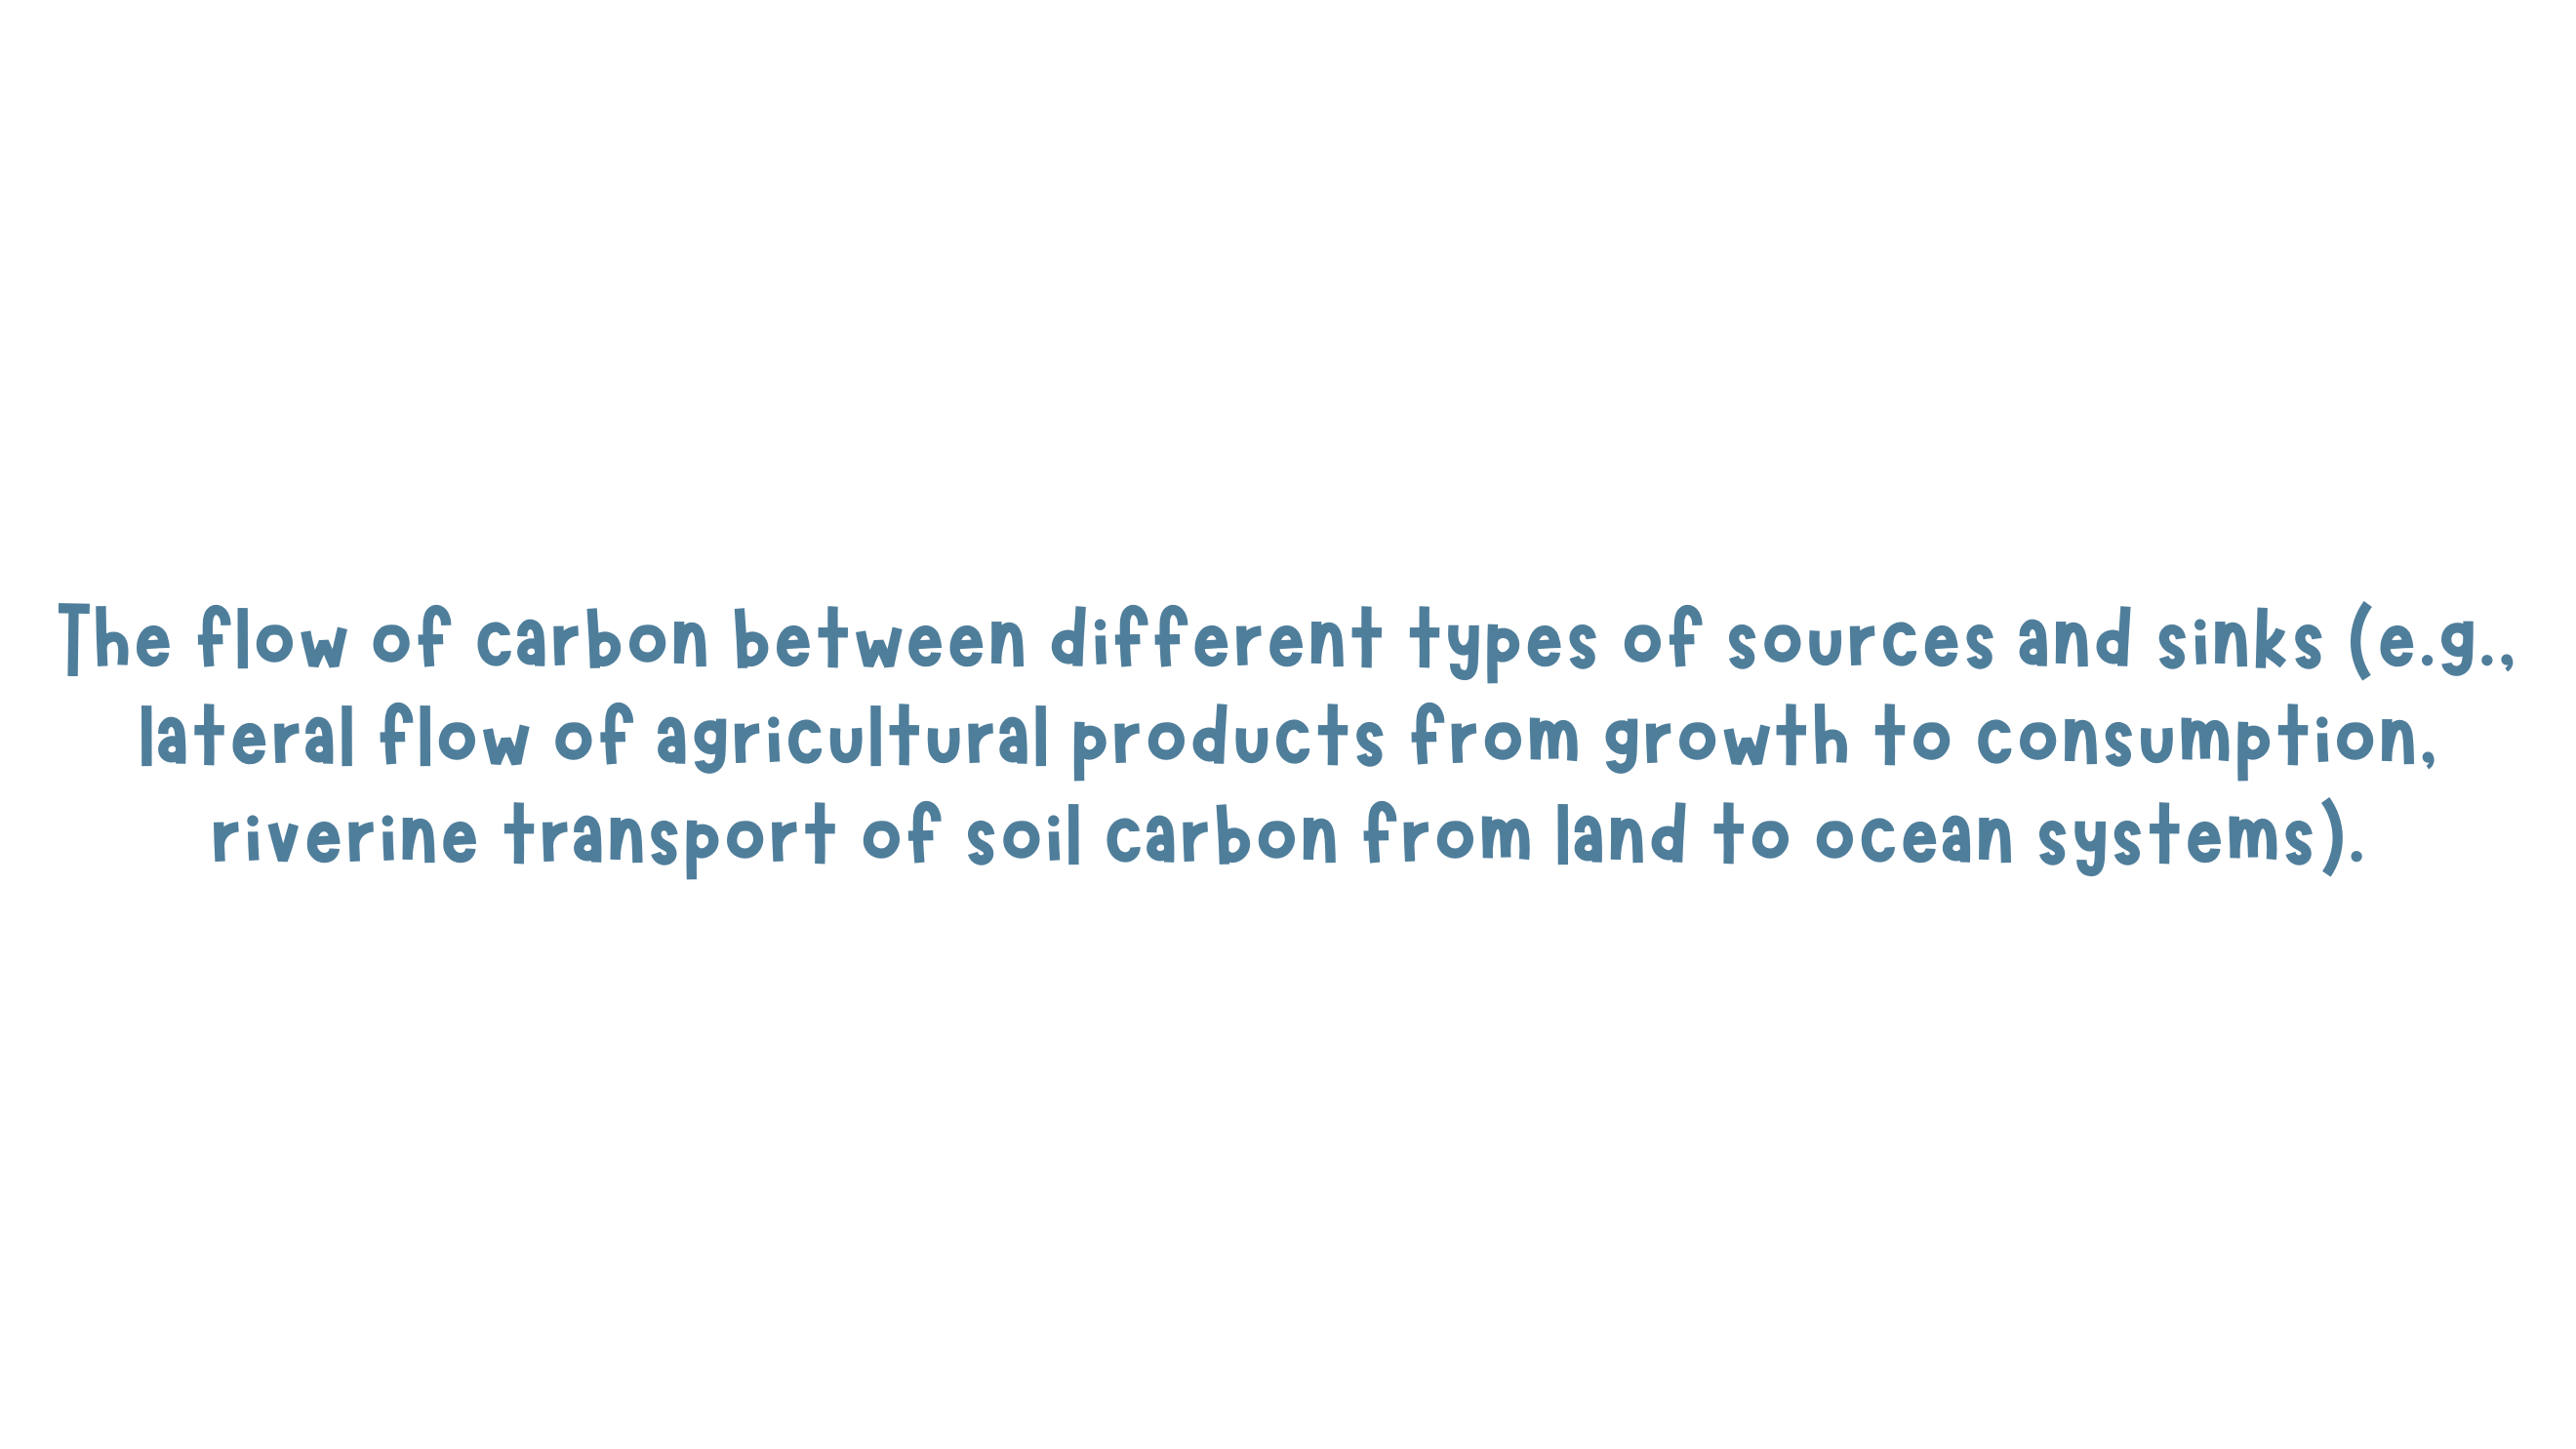 The flow of carbon between different types of sources and sinks (e.g.,
lateral flow of agricultural products from growth to consumption,
riverine transport of soil carbon from land to ocean systems).